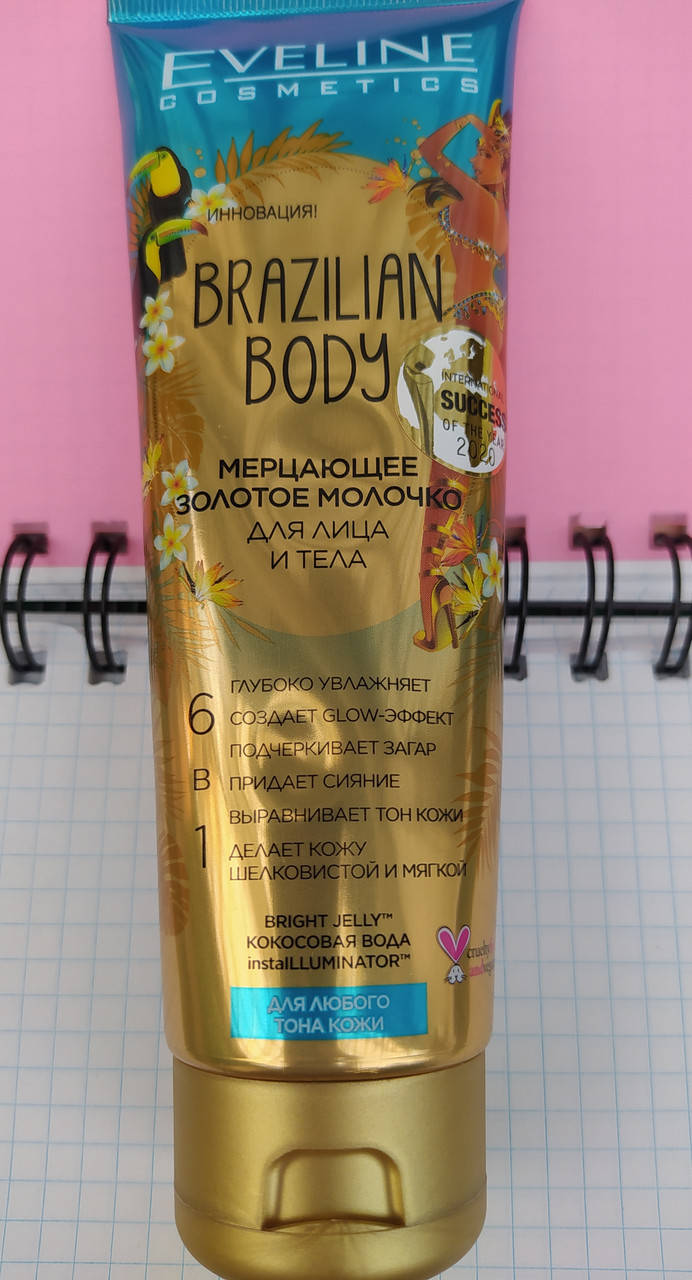 EVELINE
COSMETICS
ИННОВАЦИЯ!
BRAZILIAN
BODY
INTERNATIONAL
SUCCESS
OF THE YEAR
2020
МЕРЦАЮЩЕЕ
ЗОЛОТОЕ МОЛОЧКО
ДЛЯ ЛИЦА
И ТЕЛА
6
В
1
ГЛУБОКО УВЛАЖНЯЕТ
СОЗДАЕТ GLOW-ЭФФЕКТ
ПОДЧЕРКИВАЕТ ЗАГАР
ПРИДАЕТ СИЯНИЕ
ВЫРАВНИВАЕТ ТОН КОЖИ
ДЕЛАЕТ КОЖУ
ШЕЛКОВИСТОЙ И МЯГКОЙ
BRIGHT JELLY™
КОКОСОВАЯ ВОДА
instaILLUMINATOR™
ДЛЯ ЛЮБОГО
ТОНА КОЖИ